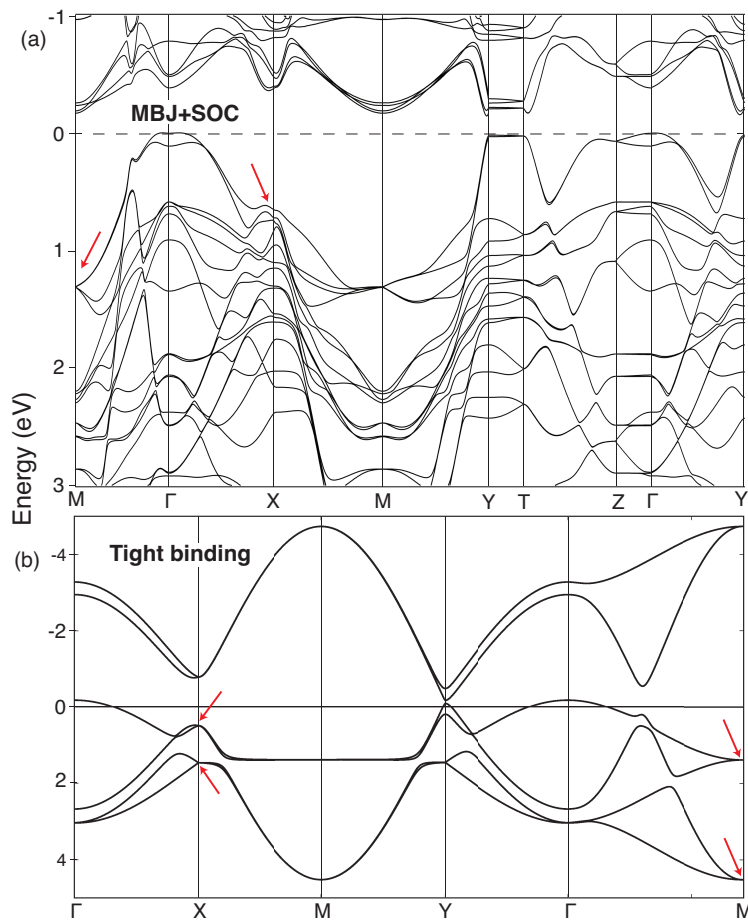 -1
(a)
MBJ+SOC
0
1
2
3
Energy (eV)
M Γ X M Y T Z Γ Y
(b)
Tight binding
-4
-2
0
2
4
Γ X M Y Γ M